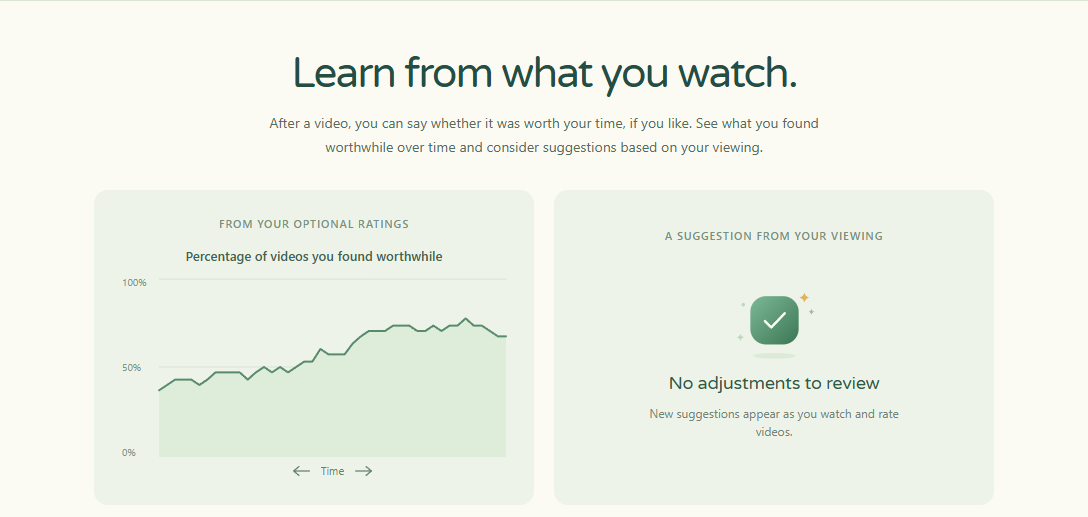 Learn from what you watch.
After a video, you can say whether it was worth your time, if you like. See what you found
worthwhile over time and consider suggestions based on your viewing.
FROM YOUR OPTIONAL RATINGS
Percentage of videos you found worthwhile
100%
50%
0%
Time
A SUGGESTION FROM YOUR VIEWING
No adjustments to review
New suggestions appear as you watch and rate
videos.